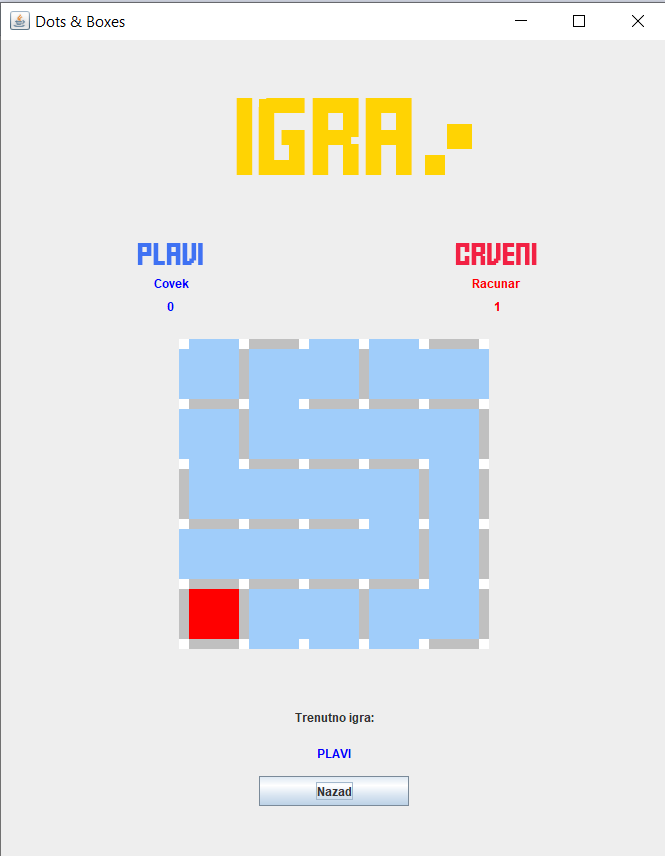 Dots & Boxes
IGRA
PLAVI
CRVENI
Covek
Racunar
0
1
Trenutno igra:
PLAVI
Nazad